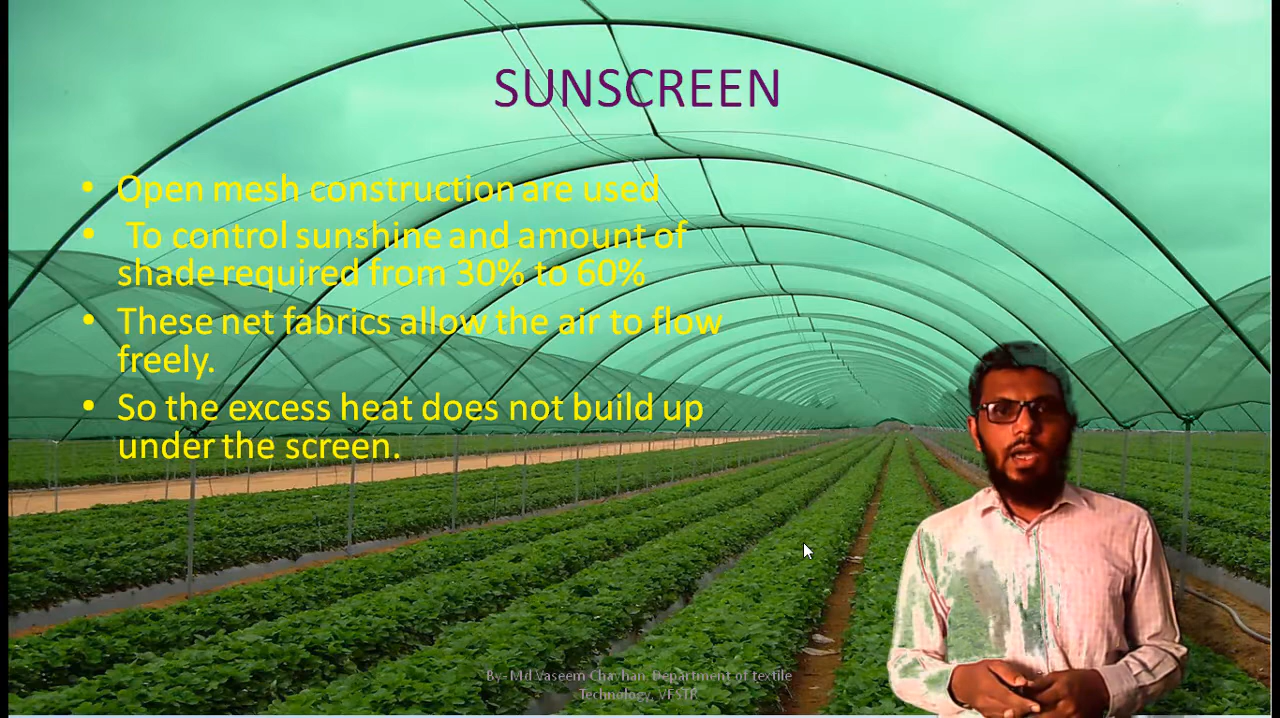 SUNSCREEN
• Open mesh construction are used
• To control sunshine and amount of
shade required from 30% to 60%
• These net fabrics allow the air to flow
freely.
• So the excess heat does not build up
under the screen.
By- Md Vaseem Chavhan. Department of textile
Technology, VFSTR